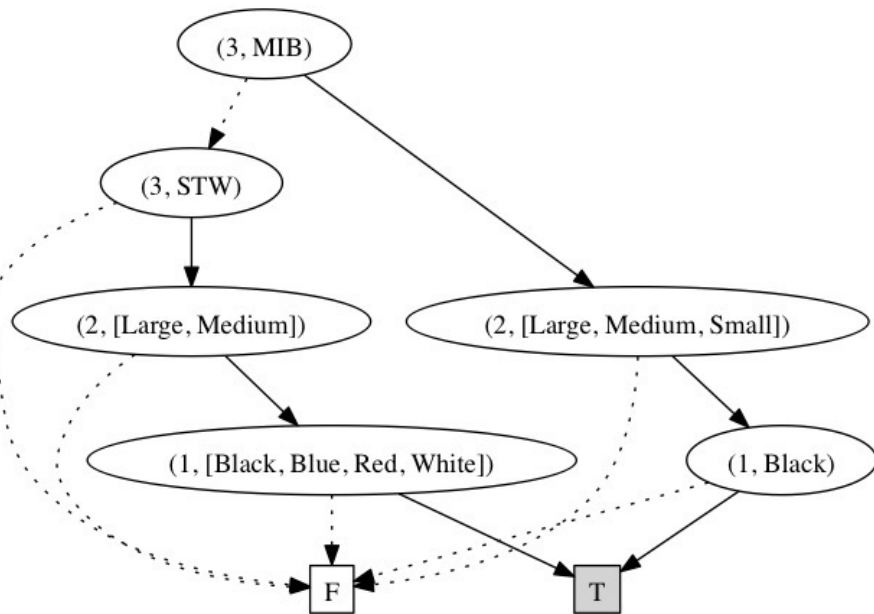 (3, MIB)
(3, STW)
(2, [Large, Medium])
(2, [Large, Medium, Small])
(1, [Black, Blue, Red, White])
(1, Black)
F
T